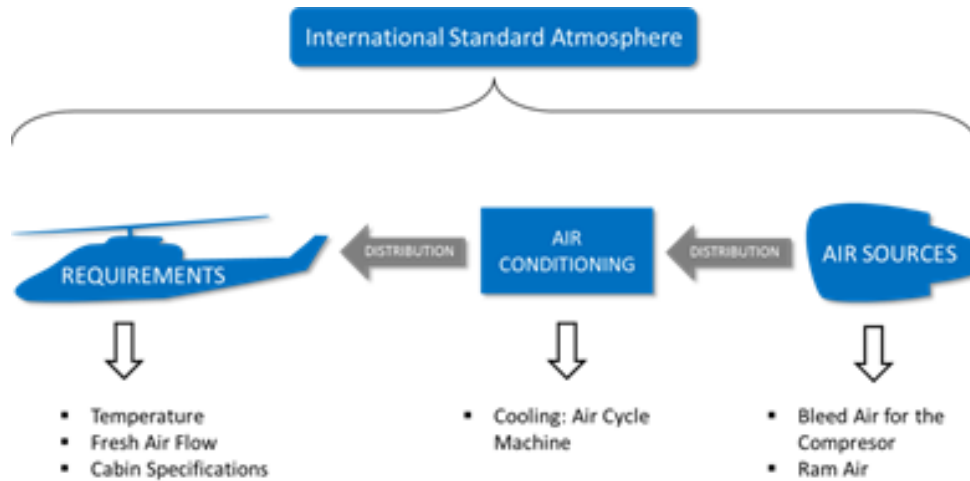 International Standard Atmosphere
REQUIREMENTS
DISTRIBUTION
AIR
CONDITIONING
DISTRIBUTION
AIR SOURCES
▪ Temperature
▪ Fresh Air Flow
▪ Cabin Specifications
▪ Cooling: Air Cycle
Machine
▪ Bleed Air for the
Compresor
▪ Ram Air